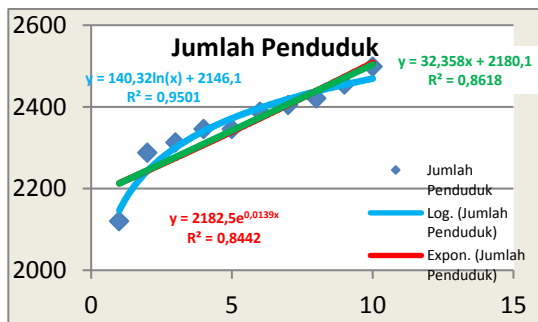 Jumlah Penduduk
2600
2400
2200
2000
0
5
10
15
y = 140,32ln(x) + 2146,1
R² = 0,9501
y = 32,358x + 2180,1
R² = 0,8618
y = 2182,5e^0,0139x
R² = 0,8442
Jumlah
Penduduk
Log. (Jumlah
Penduduk)
Expon. (Jumlah
Penduduk)